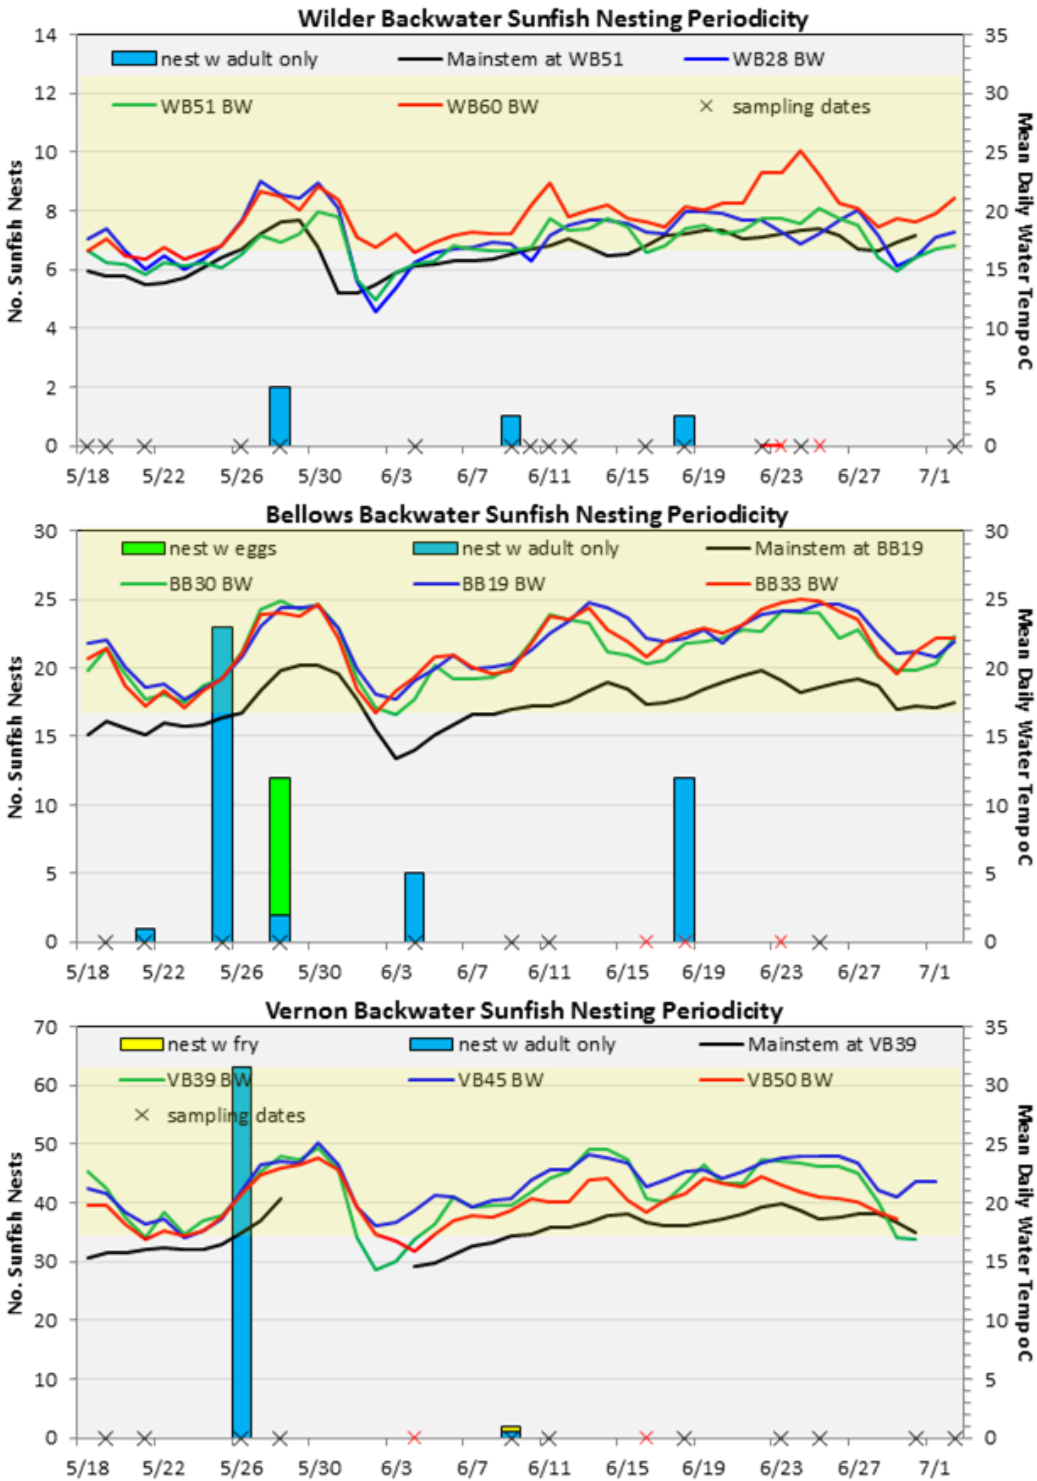 Wilder Backwater Sunfish Nesting Periodicity
14 35
nest w adult only Mainstem at WB51 WB28 BW
12 30
WB51 BW WB60 BW sampling dates
10 25
8 20
6 15
4 10
2 5
0 0
No. Sunfish Nests
Mean Daily Water Temp oC
5/18 5/22 5/26 5/30 6/3 6/7 6/11 6/15 6/19 6/23 6/27 7/1
Bellows Backwater Sunfish Nesting Periodicity
30 30
nest w eggs nest w adult only Mainstem at BB19
BB30 BW BB19 BW BB33 BW
25 25
20 20
15 15
10 10
5 5
0 0
No. Sunfish Nests
Mean Daily Water Temp oC
5/18 5/22 5/26 5/30 6/3 6/7 6/11 6/15 6/19 6/23 6/27 7/1
Vernon Backwater Sunfish Nesting Periodicity
70 35
nest w fry nest w adult only Mainstem at VB39
60 30
VB39 BW VB45 BW VB50 BW
sampling dates
50 25
40 20
30 15
20 10
10 5
0 0
No. Sunfish Nests
Mean Daily Water Temp oC
5/18 5/22 5/26 5/30 6/3 6/7 6/11 6/15 6/19 6/23 6/27 7/1